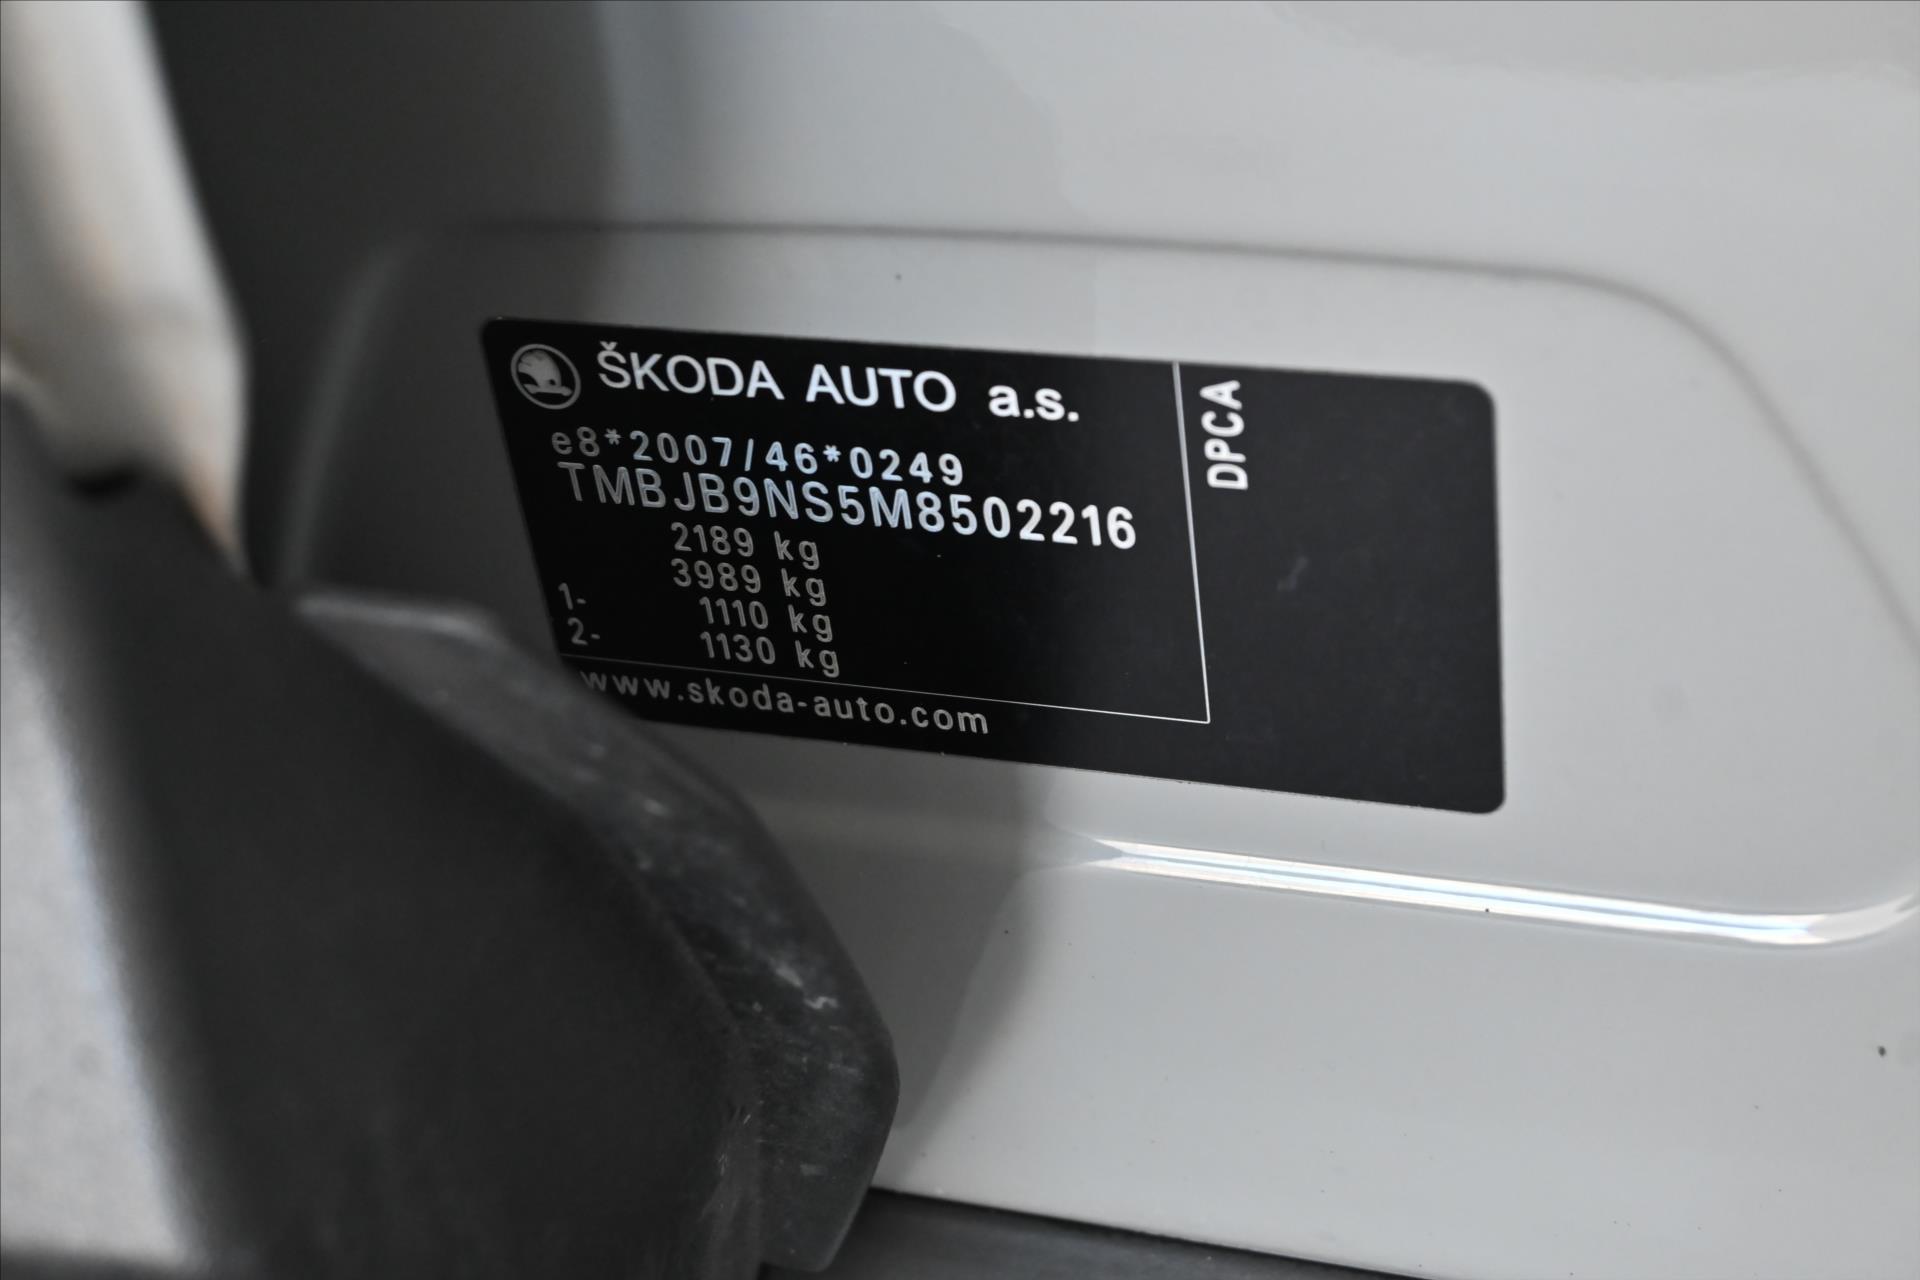 ŠKODA AUTO a.s.
e8*2007/46*0249
TMBJB9NS5M8502216
2189 kg
3989 kg
1- 1110 kg
2- 1130 kg
www.skoda-auto.com
DPCA